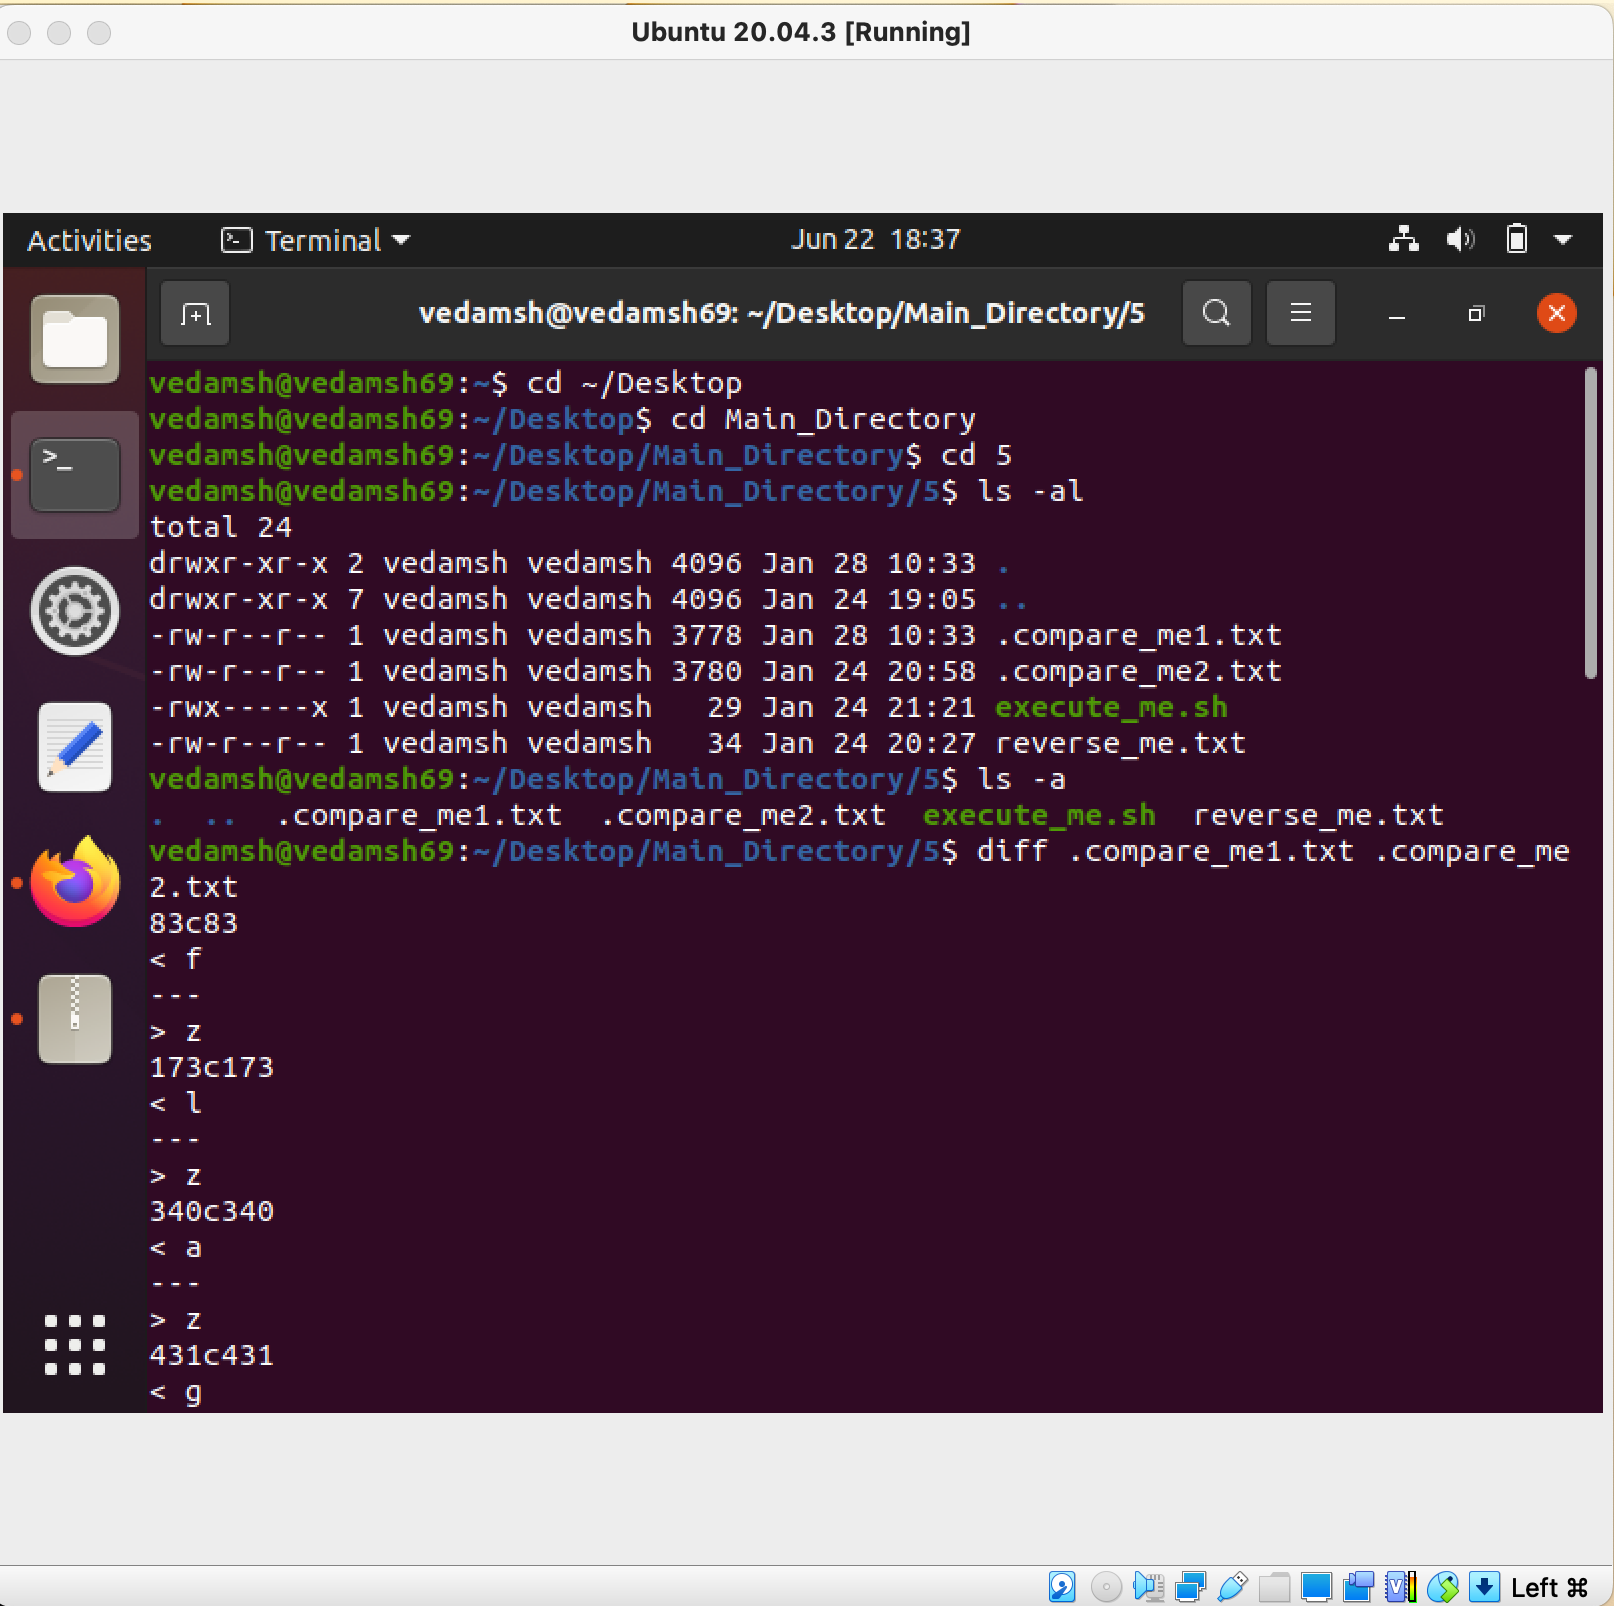 Ubuntu 20.04.3 [Running]
Activities Terminal Jun 22 18:37
vedamsh@vedamsh69: ~/Desktop/Main_Directory/5
vedamsh@vedamsh69:~$ cd ~/Desktop
vedamsh@vedamsh69:~/Desktop$ cd Main_Directory
vedamsh@vedamsh69:~/Desktop/Main_Directory$ cd 5
vedamsh@vedamsh69:~/Desktop/Main_Directory/5$ ls -al
total 24
drwxr-xr-x 2 vedamsh vedamsh 4096 Jan 28 10:33 .
drwxr-xr-x 7 vedamsh vedamsh 4096 Jan 24 19:05 ..
-rw-r--r-- 1 vedamsh vedamsh 3778 Jan 28 10:33 .compare_me1.txt
-rw-r--r-- 1 vedamsh vedamsh 3780 Jan 24 20:58 .compare_me2.txt
-rwx-----x 1 vedamsh vedamsh   29 Jan 24 21:21 execute_me.sh
-rw-r--r-- 1 vedamsh vedamsh   34 Jan 24 20:27 reverse_me.txt
vedamsh@vedamsh69:~/Desktop/Main_Directory/5$ ls -a
.  ..  .compare_me1.txt  .compare_me2.txt  execute_me.sh  reverse_me.txt
vedamsh@vedamsh69:~/Desktop/Main_Directory/5$ diff .compare_me1.txt .compare_me
2.txt
83c83
< f
---
> z
173c173
< l
---
> z
340c340
< a
---
> z
431c431
< g
Left ⌘